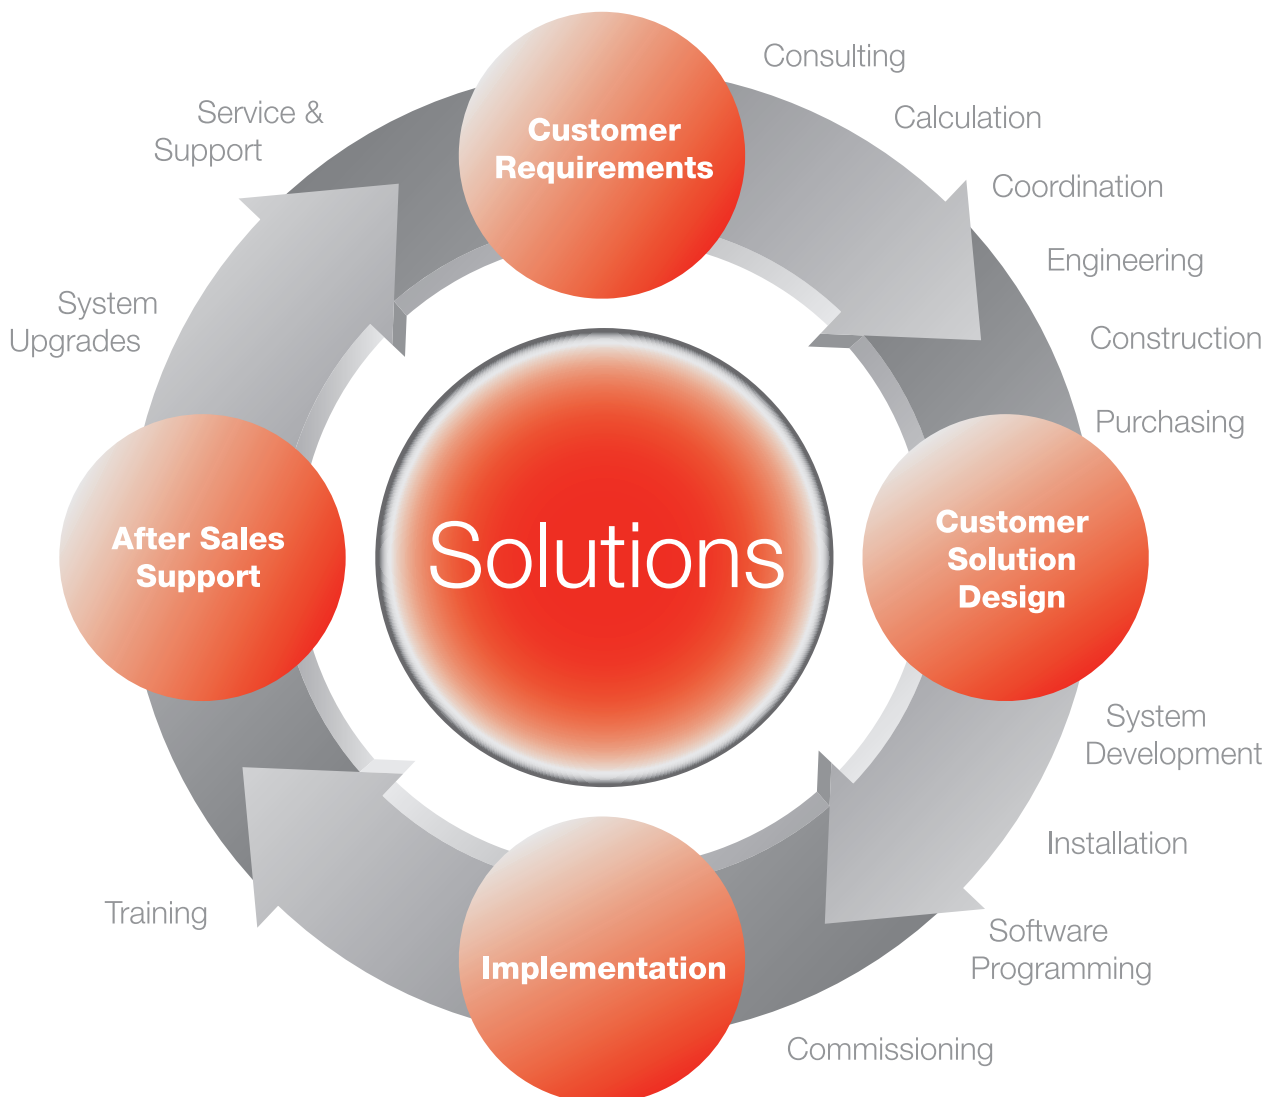 Consulting
Calculation
Coordination
Engineering
Construction
Purchasing
Service &
Support
System
Upgrades
Customer
Requirements
After Sales
Support
Solutions
Customer
Solution
Design
System
Development
Installation
Software
Programming
Commissioning
Implementation
Training